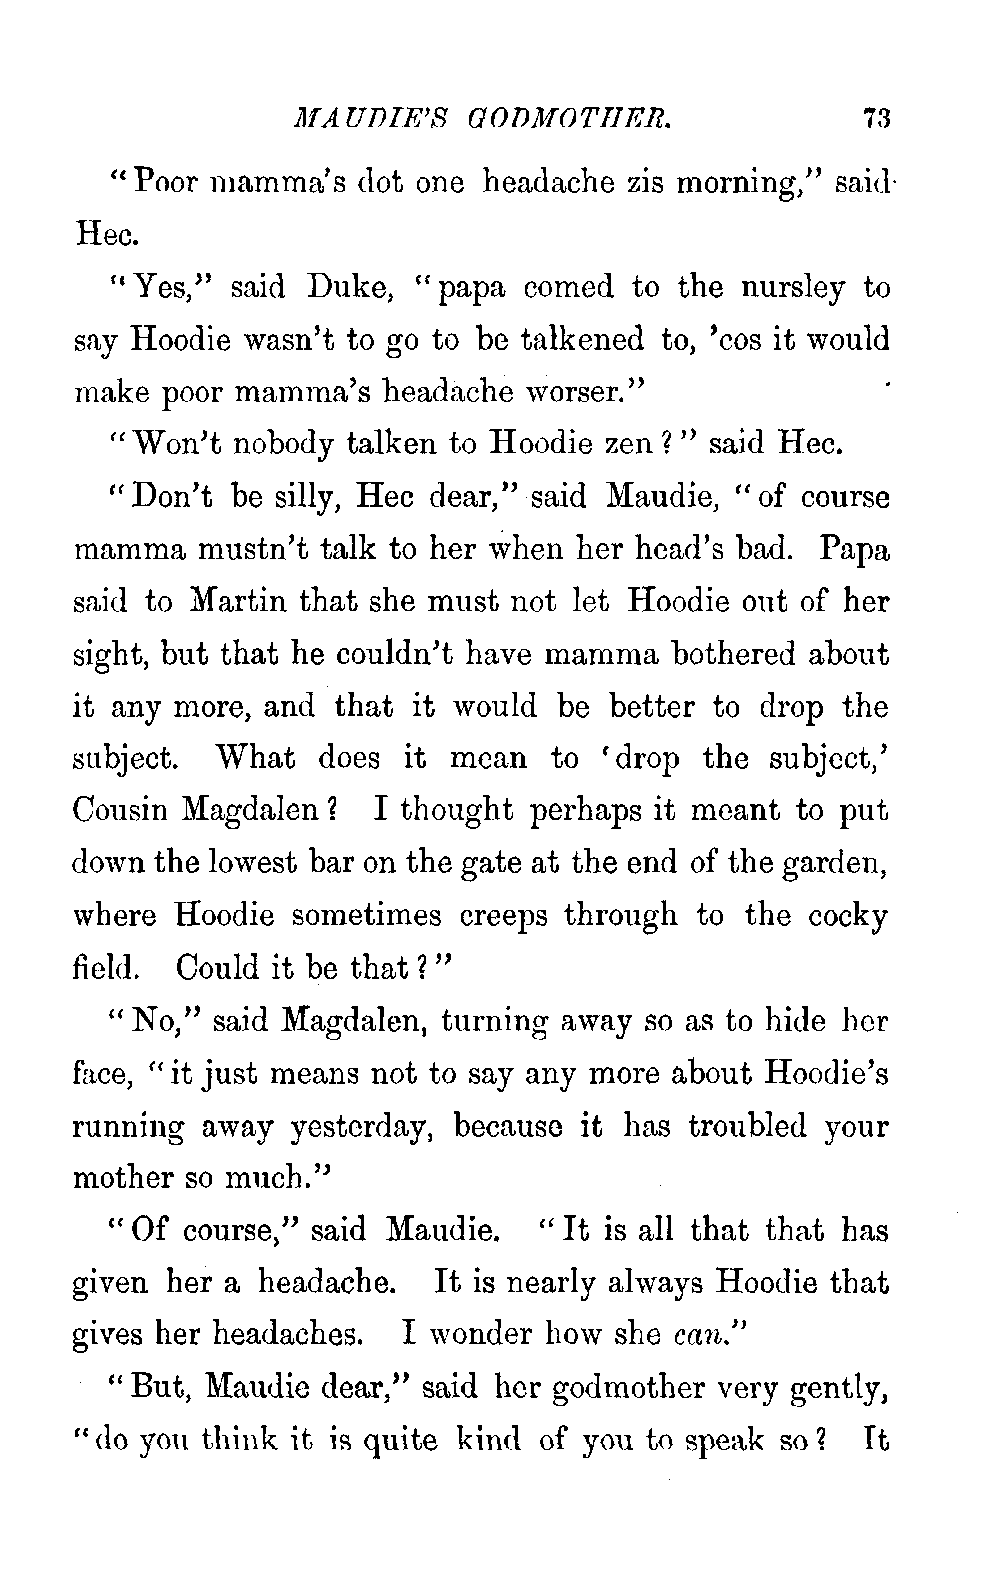 MAUDIE'S GODMOTHER. 73
“Poor mamma's dot one headache zis morning,” said
Hec.
“Yes,” said Duke, “papa comed to the nursley to
say Hoodie wasn't to go to be talkened to, 'cos it would
make poor mamma's headache worser.”
“Won't nobody talken to Hoodie zen?” said Hec.
“Don't be silly, Hec dear,” said Maudie, “of course
mamma mustn't talk to her when her head's bad. Papa
said to Martin that she must not let Hoodie out of her
sight, but that he couldn't have mamma bothered about
it any more, and that it would be better to drop the
subject. What does it mean to ‘drop the subject,’
Cousin Magdalen? I thought perhaps it meant to put
down the lowest bar on the gate at the end of the garden,
where Hoodie sometimes creeps through to the cocky
field. Could it be that?”
“No,” said Magdalen, turning away so as to hide her
face, “it just means not to say any more about Hoodie's
running away yesterday, because it has troubled your
mother so much.”
“Of course,” said Maudie. “It is all that that has
given her a headache. It is nearly always Hoodie that
gives her headaches. I wonder how she can.”
“But, Maudie dear,” said her godmother very gently,
“do you think it is quite kind of you to speak so? It